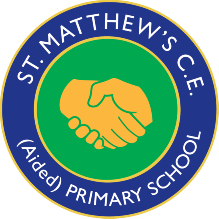 ST. MATTHEW'S C.E.
(Aided) PRIMARY SCHOOL